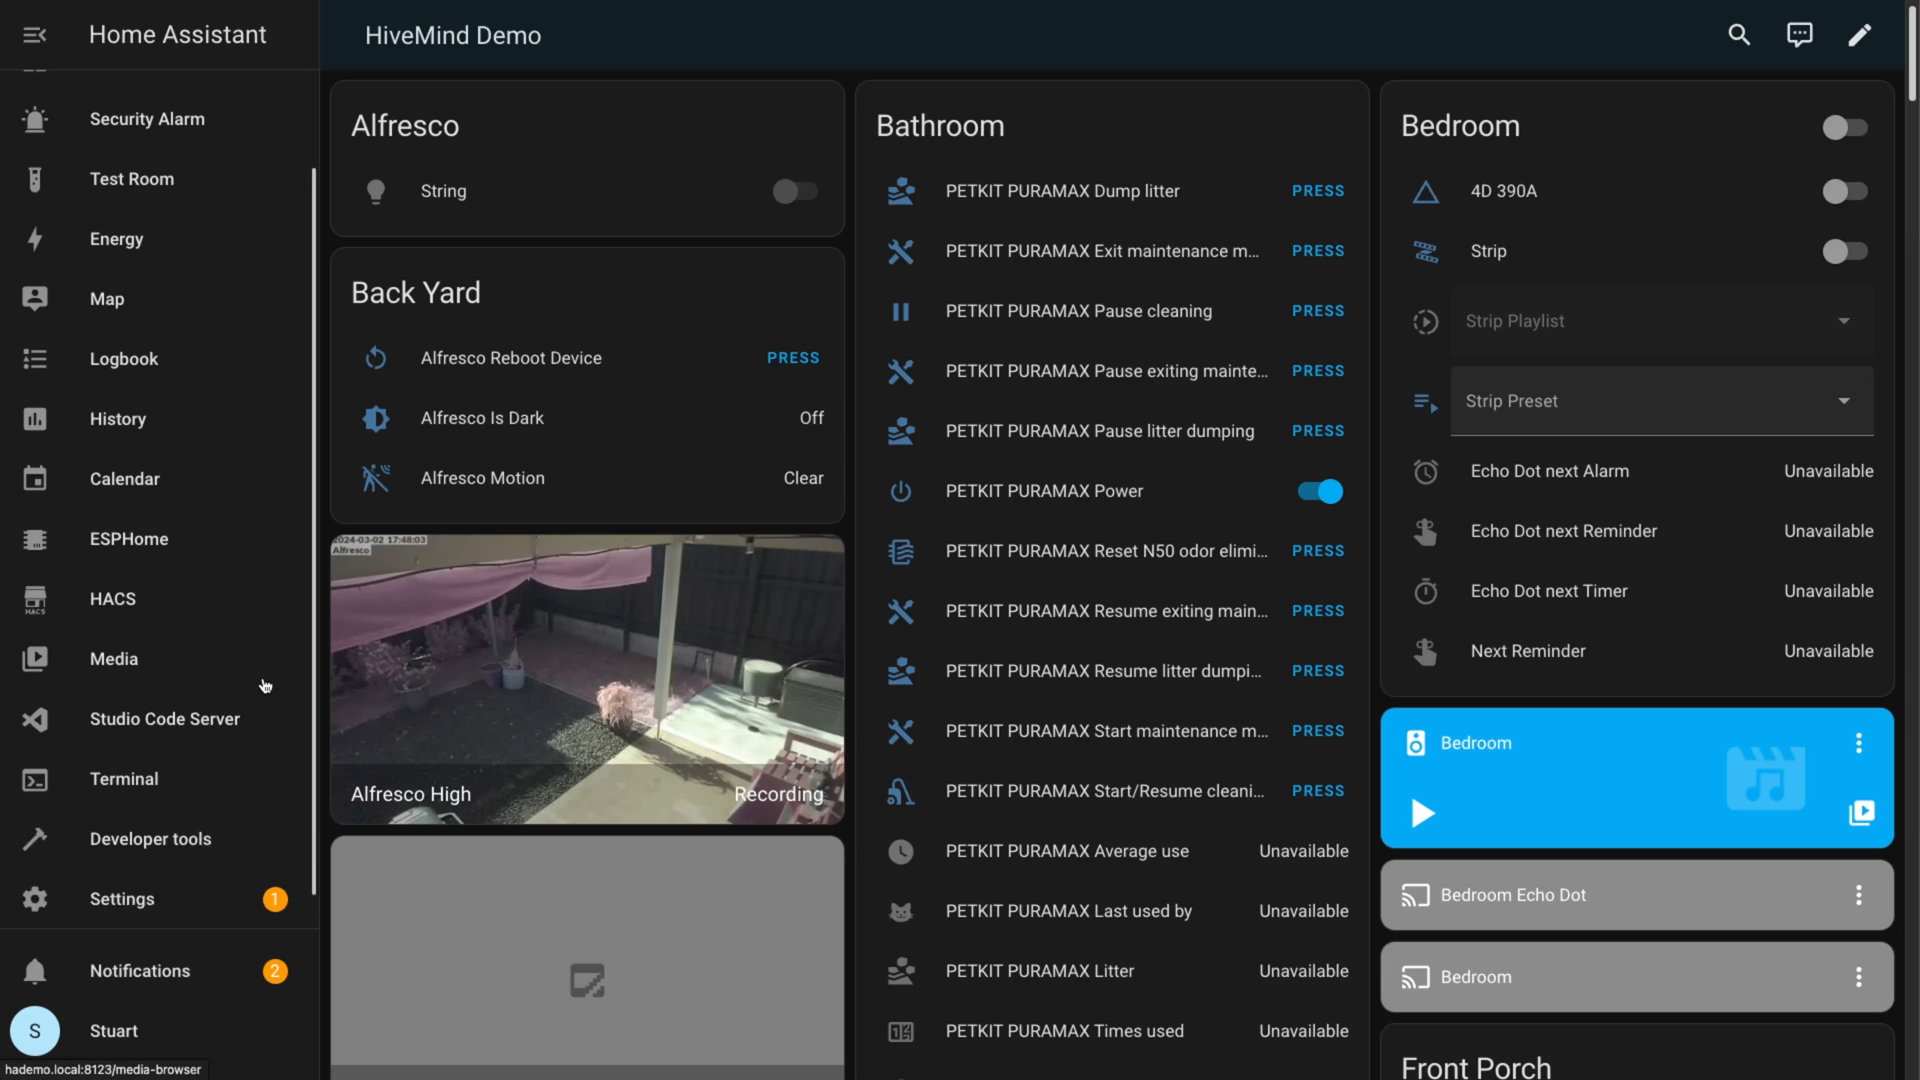 Home Assistant
Security Alarm
Test Room
Energy
Map
Logbook
History
Calendar
ESPHome
HACS
HACS
Media
Studio Code Server
Terminal
Developer tools
Settings
1
Notifications
2
S
Stuart
hademo.local:8123/media-browser
HiveMind Demo
Alfresco
String
Back Yard
Alfresco Reboot Device PRESS
Alfresco Is Dark Off
Alfresco Motion Clear
2024-03-02 17:48:03
Alfresco
Alfresco High Recording
Bathroom
PETKIT PURAMAX Dump litter PRESS
PETKIT PURAMAX Exit maintenance m... PRESS
PETKIT PURAMAX Pause cleaning PRESS
PETKIT PURAMAX Pause exiting mainte... PRESS
PETKIT PURAMAX Pause litter dumping PRESS
PETKIT PURAMAX Power
PETKIT PURAMAX Reset N50 odor elimi... PRESS
PETKIT PURAMAX Resume exiting main... PRESS
PETKIT PURAMAX Resume litter dumpi... PRESS
PETKIT PURAMAX Start maintenance m... PRESS
PETKIT PURAMAX Start/Resume cleani... PRESS
PETKIT PURAMAX Average use Unavailable
PETKIT PURAMAX Last used by Unavailable
PETKIT PURAMAX Litter Unavailable
PETKIT PURAMAX Times used Unavailable
Bedroom
4D 390A
Strip
Strip Playlist
Strip Preset
Echo Dot next Alarm Unavailable
Echo Dot next Reminder Unavailable
Echo Dot next Timer Unavailable
Next Reminder Unavailable
Bedroom
Bedroom Echo Dot
Bedroom
Front Porch